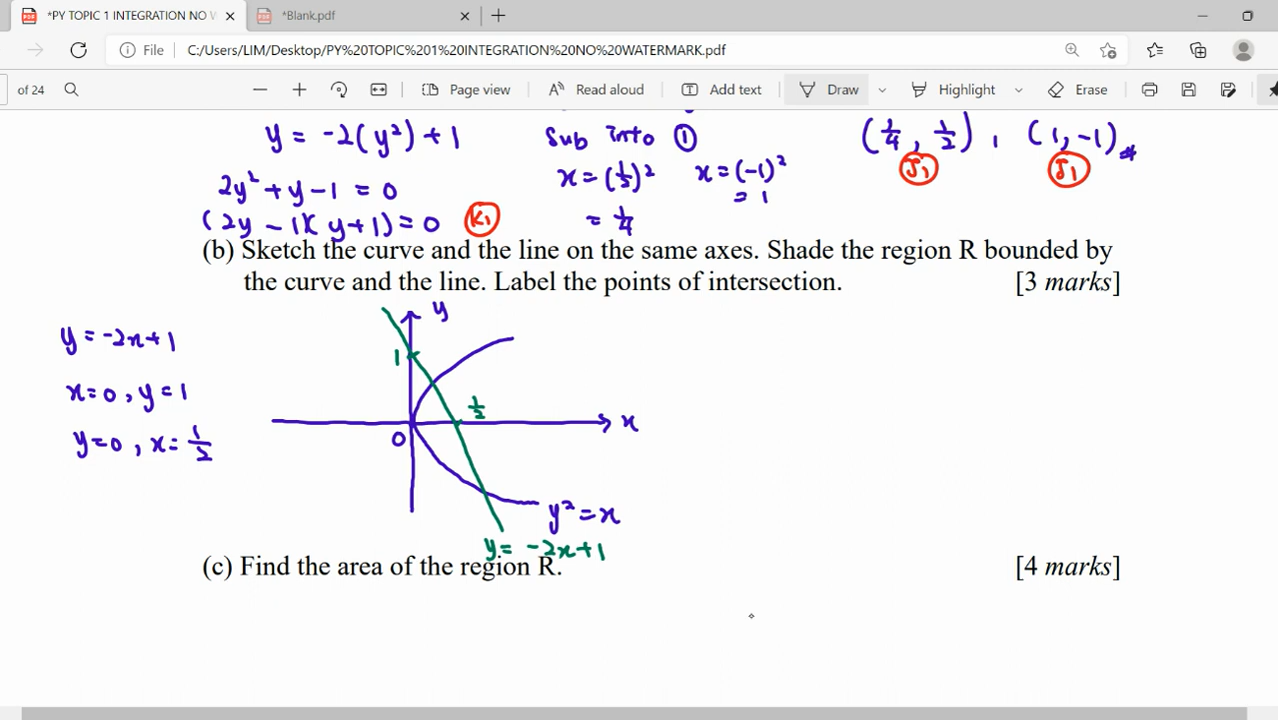 *PY TOPIC 1 INTEGRATION NO W
*Blank.pdf
File
C:/Users/LIM/Desktop/PY%20TOPIC%201%20INTEGRATION%20NO%20WATERMARK.pdf
of 24
Page view
Read aloud
Add text
Draw
Highlight
Erase
y = -2(y²) + 1
2y² + y - 1 = 0
(2y - 1)(y + 1) = 0 K1
Sub into ①
x = (1/2)² x = (-1)²
= 1/4 = 1
(1/4, 1/2), (1, -1)
J1 J1
(b) Sketch the curve and the line on the same axes. Shade the region R bounded by
the curve and the line. Label the points of intersection. [3 marks]
y = -2x + 1
x = 0, y = 1
y = 0, x = 1/2
y
1
1/2
x
0
y² = x
y = -2x + 1
(c) Find the area of the region R. [4 marks]